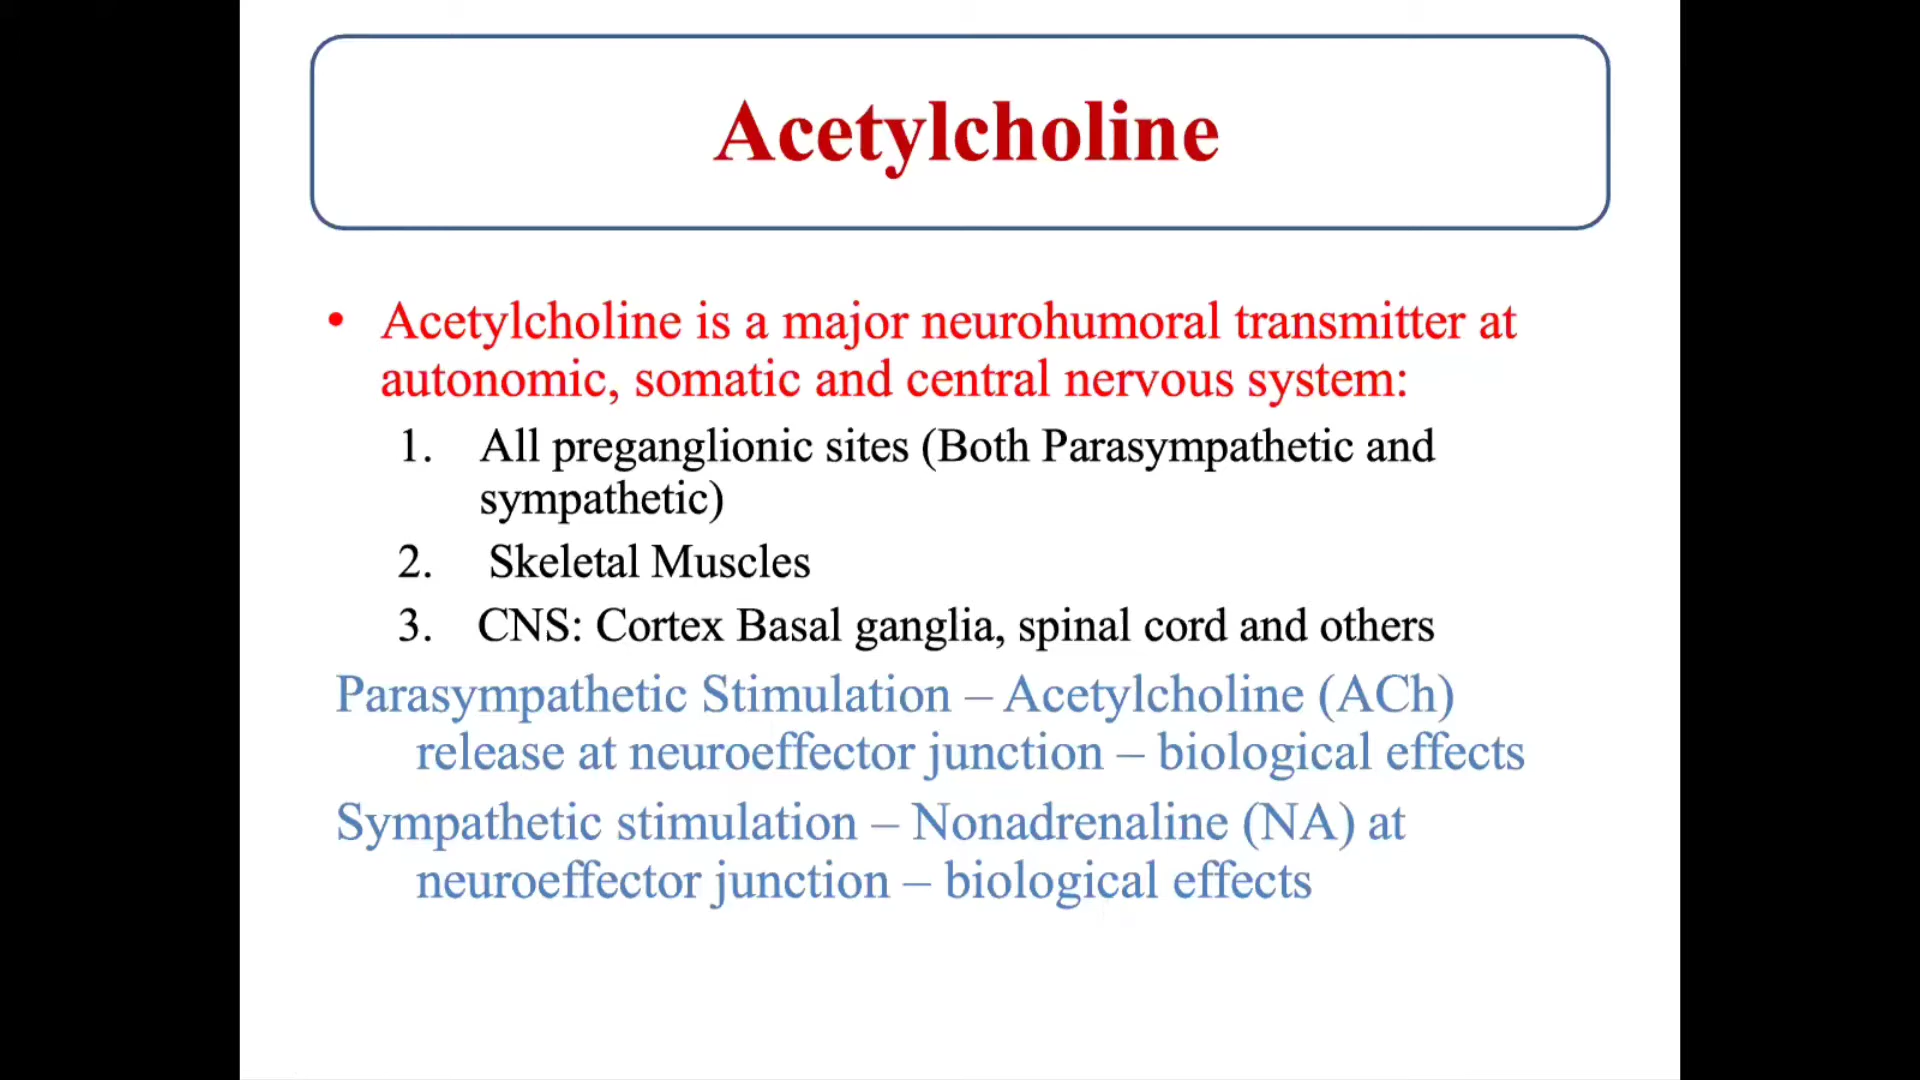 Acetylcholine
• Acetylcholine is a major neurohumoral transmitter at
autonomic, somatic and central nervous system:
1. All preganglionic sites (Both Parasympathetic and
sympathetic)
2. Skeletal Muscles
3. CNS: Cortex Basal ganglia, spinal cord and others
Parasympathetic Stimulation – Acetylcholine (ACh)
release at neuroeffector junction – biological effects
Sympathetic stimulation – Nonadrenaline (NA) at
neuroeffector junction – biological effects